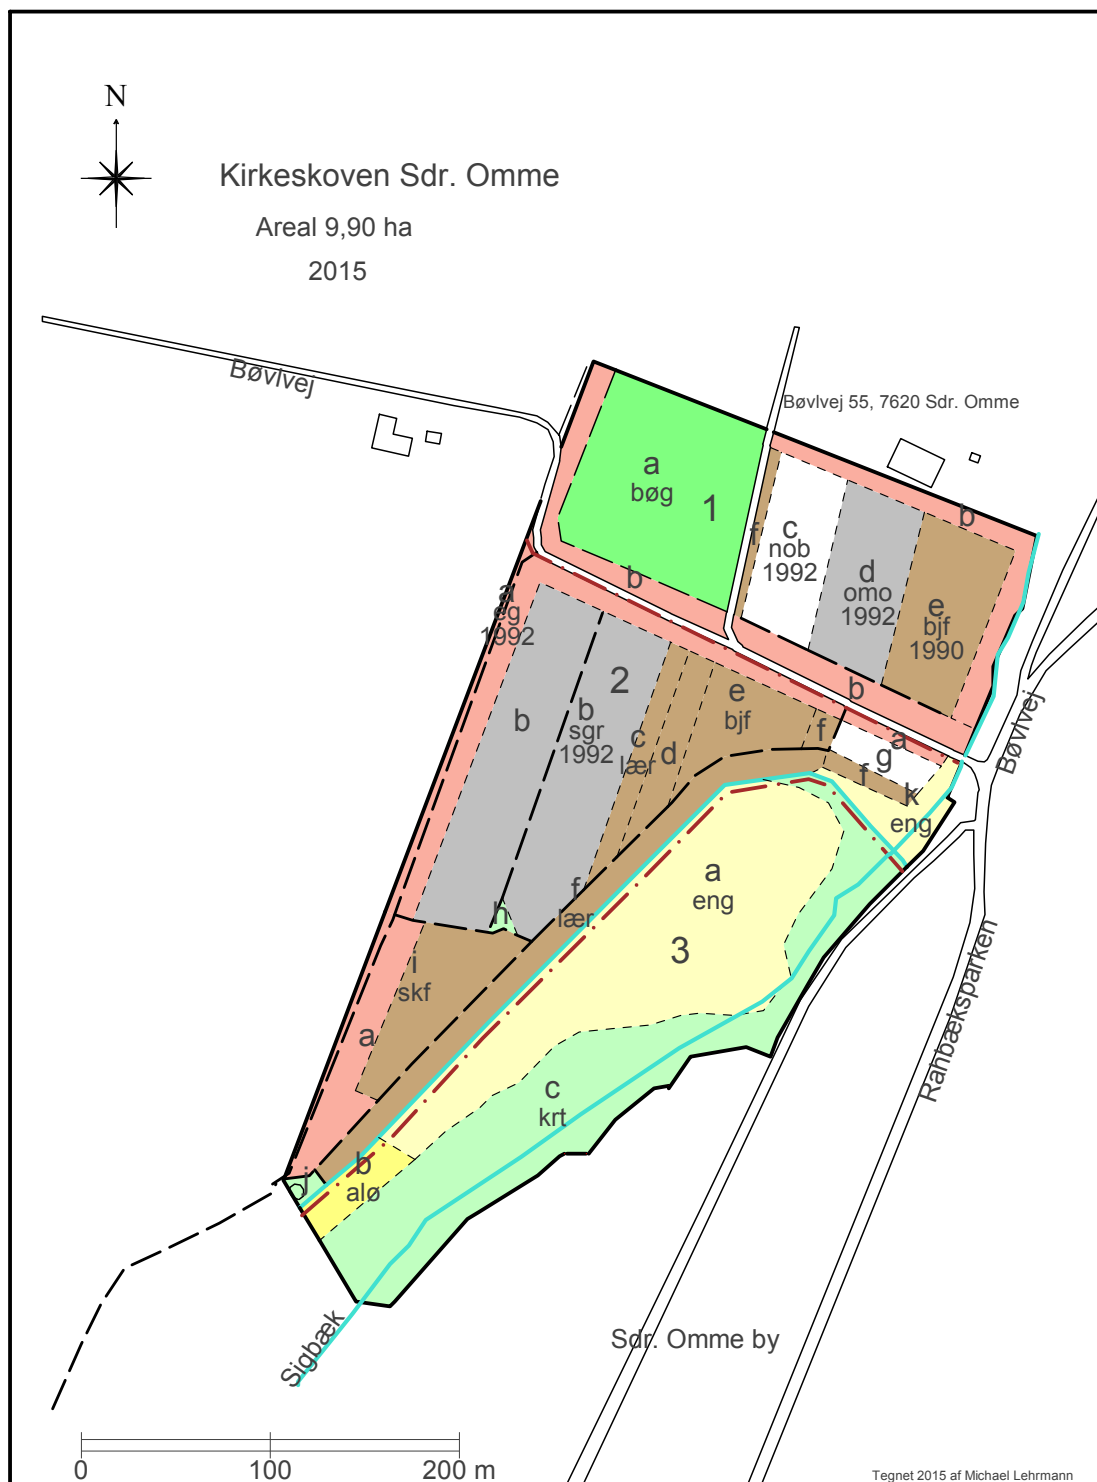 N
Kirkeskoven Sdr. Omme
Areal 9,90 ha
2015
Bøvlvej
Bøvlvej 55, 7620 Sdr. Omme
a
bøg
1
b
f
c
nob
1992
d
omo
1992
e
bjf
1990
b
b
a
eg
1992
2
b
b
sgr
1992
c
lær
d
e
bjf
f
a
g
f
k
eng
Bøvlvej
h
f
lær
a
eng
3
i
skf
a
c
krt
Rahbæksparken
j
b
alø
Sigbæk
Sdr. Omme by
0
100
200 m
Tegnet 2015 af Michael Lehrmann